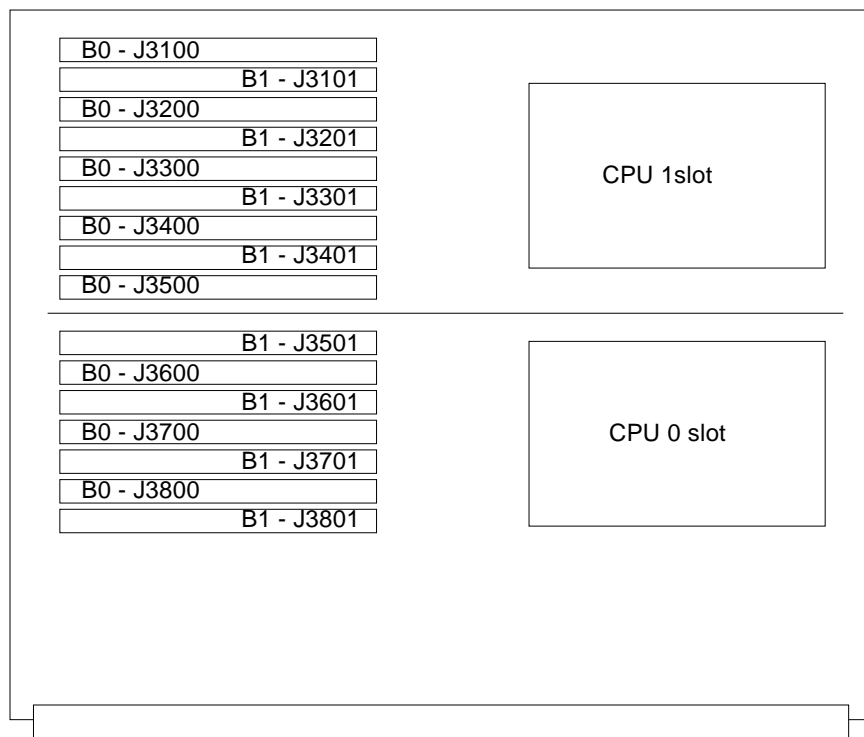 B0 - J3100
B1 - J3101
B0 - J3200
B1 - J3201
B0 - J3300
B1 - J3301
B0 - J3400
B1 - J3401
B0 - J3500
CPU 1slot
B1 - J3501
B0 - J3600
B1 - J3601
B0 - J3700
B1 - J3701
B0 - J3800
B1 - J3801
CPU 0 slot